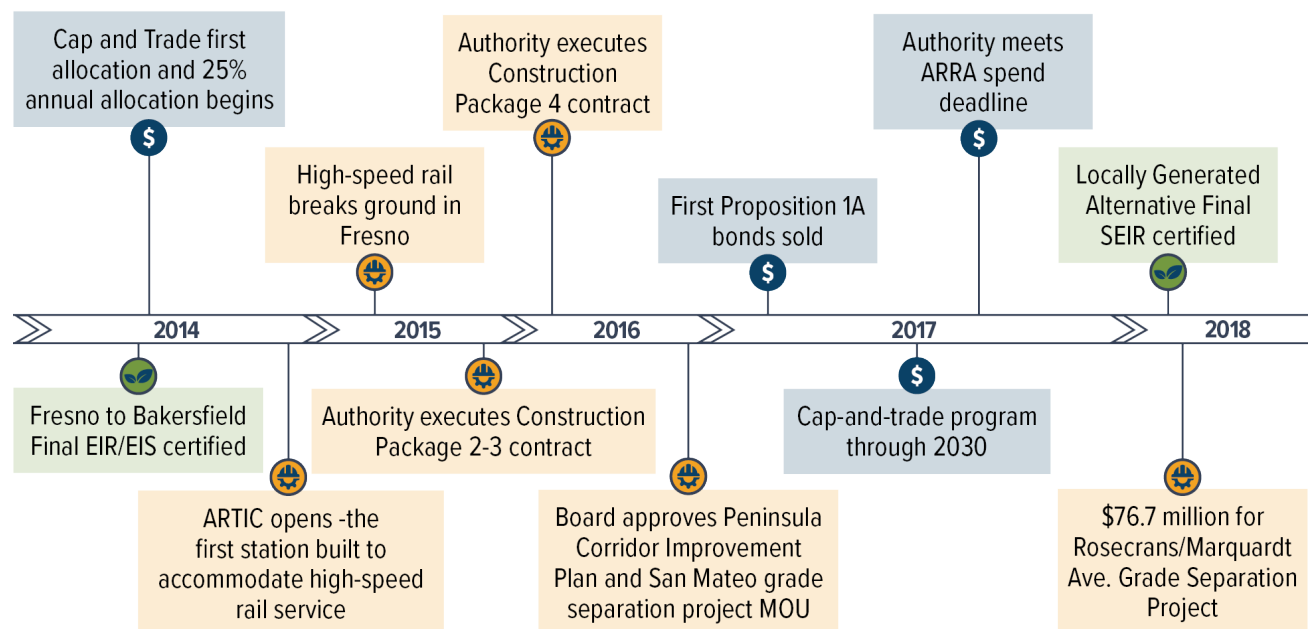 Cap and Trade first
allocation and 25%
annual allocation begins
$
High-speed rail
breaks ground in
Fresno
Authority executes
Construction
Package 4 contract
First Proposition 1A
bonds sold
$
Authority meets
ARRA spend
deadline
$
Locally Generated
Alternative Final
SEIR certified
2014
2015
2016
2017
2018
Fresno to Bakersfield
Final EIR/EIS certified
ARTIC opens -the
first station built to
accommodate high-speed
rail service
Authority executes Construction
Package 2-3 contract
Board approves Peninsula
Corridor Improvement
Plan and San Mateo grade
separation project MOU
$
Cap-and-trade program
through 2030
$76.7 million for
Rosecrans/Marquardt
Ave. Grade Separation
Project